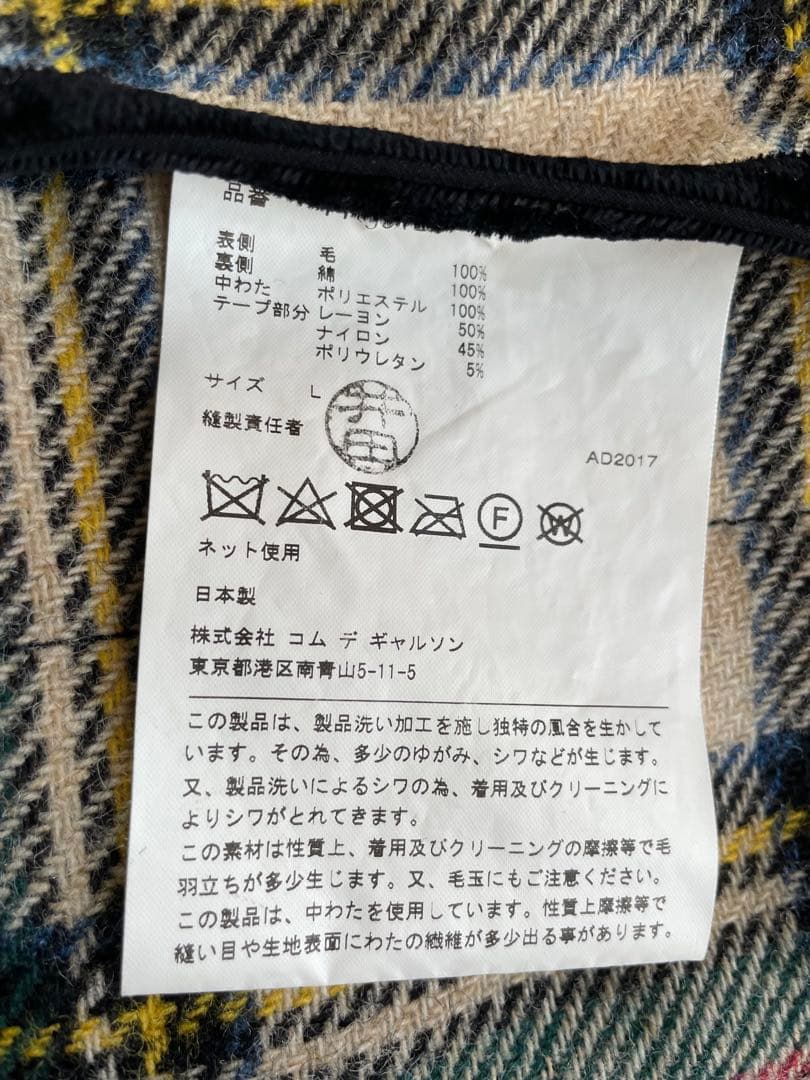 品番
表側 毛 100%
裏側 綿 100%
中わた ポリエステル 100%
テープ部分 レーヨン 50%
ナイロン 45%
ポリウレタン 5%
サイズ L
縫製責任者
AD2017
F
W
ネット使用
日本製
株式会社 コム デ ギャルソン
東京都港区南青山5-11-5
この製品は、製品洗い加工を施し独特の風合を生かして
います。その為、多少のゆがみ、シワなどが生じます。
又、製品洗いによるシワの為、着用及びクリーニングに
よりシワがとれてきます。
この素材は性質上、着用及びクリーニングの摩擦等で毛
羽立ちが多少生じます。又、毛玉にもご注意ください。
この製品は、中わたを使用しています。性質上摩擦等で
縫い目や生地表面にわたの繊維が多少出る事があります。